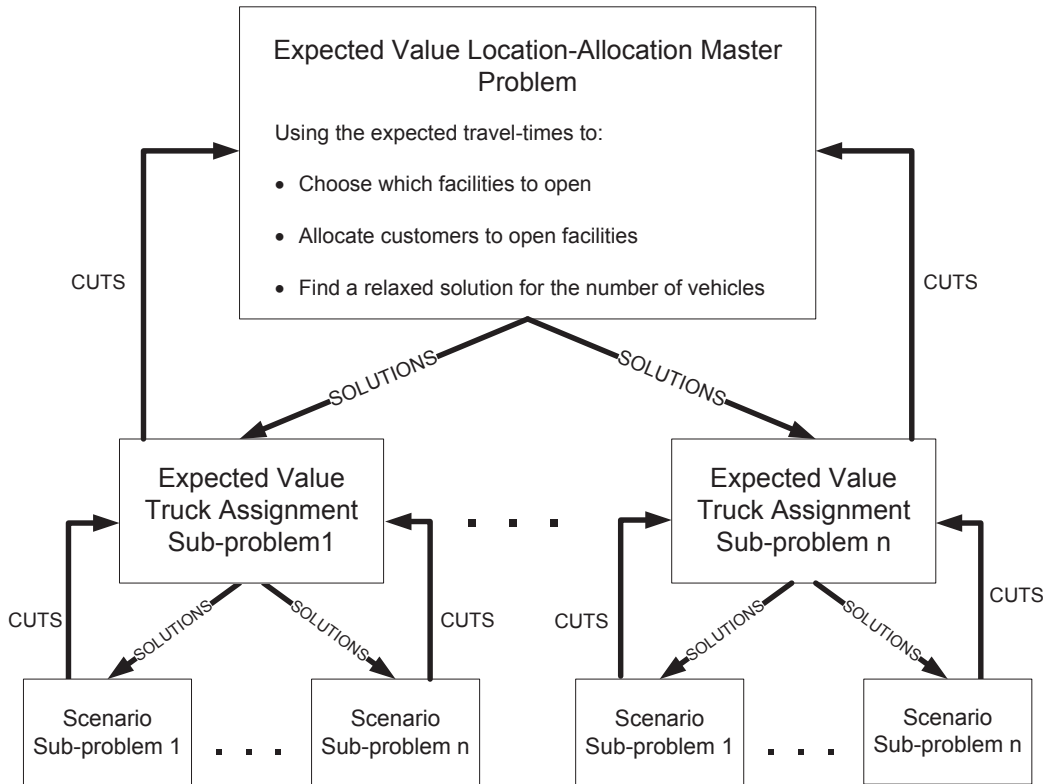 Expected Value Location-Allocation Master
Problem
Using the expected travel-times to:
• Choose which facilities to open
• Allocate customers to open facilities
• Find a relaxed solution for the number of vehicles
CUTS
CUTS
SOLUTIONS
SOLUTIONS
Expected Value
Truck Assignment
Sub-problem1
. . .
Expected Value
Truck Assignment
Sub-problem n
CUTS
SOLUTIONS
SOLUTIONS
CUTS
CUTS
SOLUTIONS
SOLUTIONS
CUTS
Scenario
Sub-problem 1
. . .
Scenario
Sub-problem n
Scenario
Sub-problem 1
. . .
Scenario
Sub-problem n